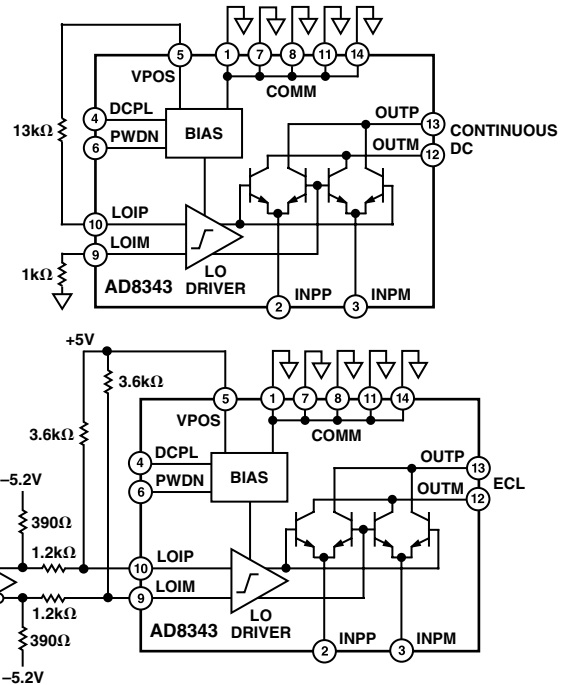 5
1
7
8
11
14
VPOS
COMM
4
DCPL
OUTP
13
CONTINUOUS
13kΩ
6
PWDN
BIAS
OUTM
12
DC
10
LOIP
9
LOIM
1kΩ
AD8343
LO
DRIVER
2
INPP
3
INPM
+5V
3.6kΩ
5
1
7
8
11
14
VPOS
3.6kΩ
COMM
4
DCPL
OUTP
13
ECL
–5.2V
6
PWDN
BIAS
OUTM
12
390Ω
1.2kΩ
10
LOIP
9
LOIM
1.2kΩ
AD8343
LO
DRIVER
390Ω
2
INPP
3
INPM
–5.2V